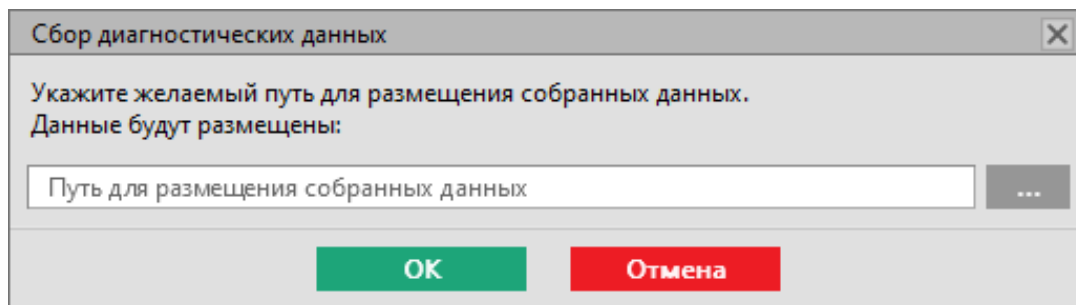 Сбор диагностических данных
Укажите желаемый путь для размещения собранных данных.
Данные будут размещены:
Путь для размещения собранных данных
...
ОК
Отмена